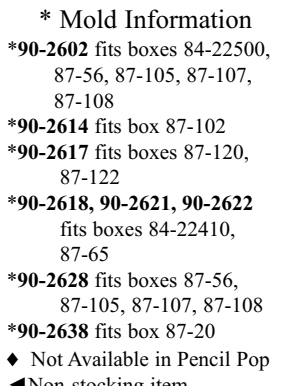 * Mold Information
*90-2602 fits boxes 84-22500,
87-56, 87-105, 87-107,
87-108
*90-2614 fits box 87-102
*90-2617 fits boxes 87-120,
87-122
*90-2618, 90-2621, 90-2622
fits boxes 84-22410,
87-65
*90-2628 fits boxes 87-56,
87-105, 87-107, 87-108
*90-2638 fits box 87-20
♦ Not Available in Pencil Pop
◄Non-stocking item